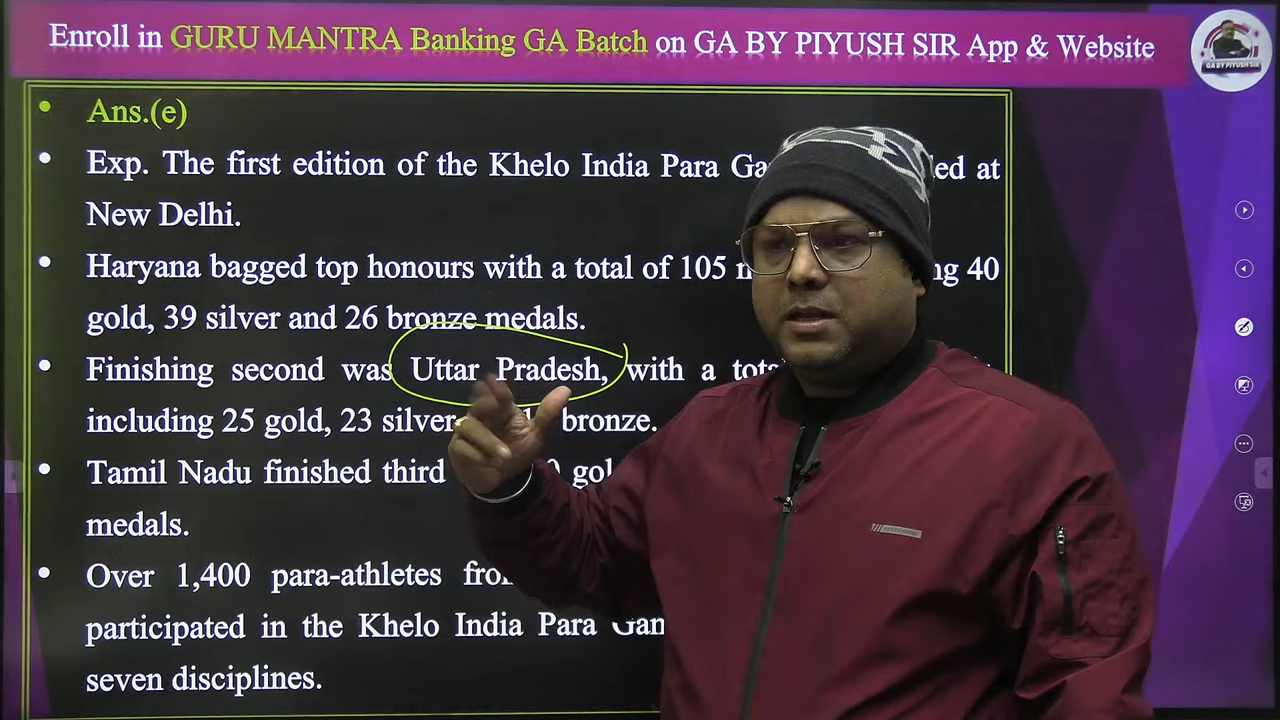 Enroll in GURU MANTRA Banking GA Batch on GA BY PIYUSH SIR App & Website
GA BY PIYUSH SIR
• Ans.(e)
• Exp. The first edition of the Khelo India Para at
New Delhi.
• Haryana bagged top honours with a total of 105 40
gold, 39 silver and 26 bronze medals.
• Finishing second was Uttar Pradesh, with a
including 25 gold, 23 silver bronze.
• Tamil Nadu finished third
medals.
• Over 1,400 para-athletes
participated in the Khelo India Para
seven disciplines.